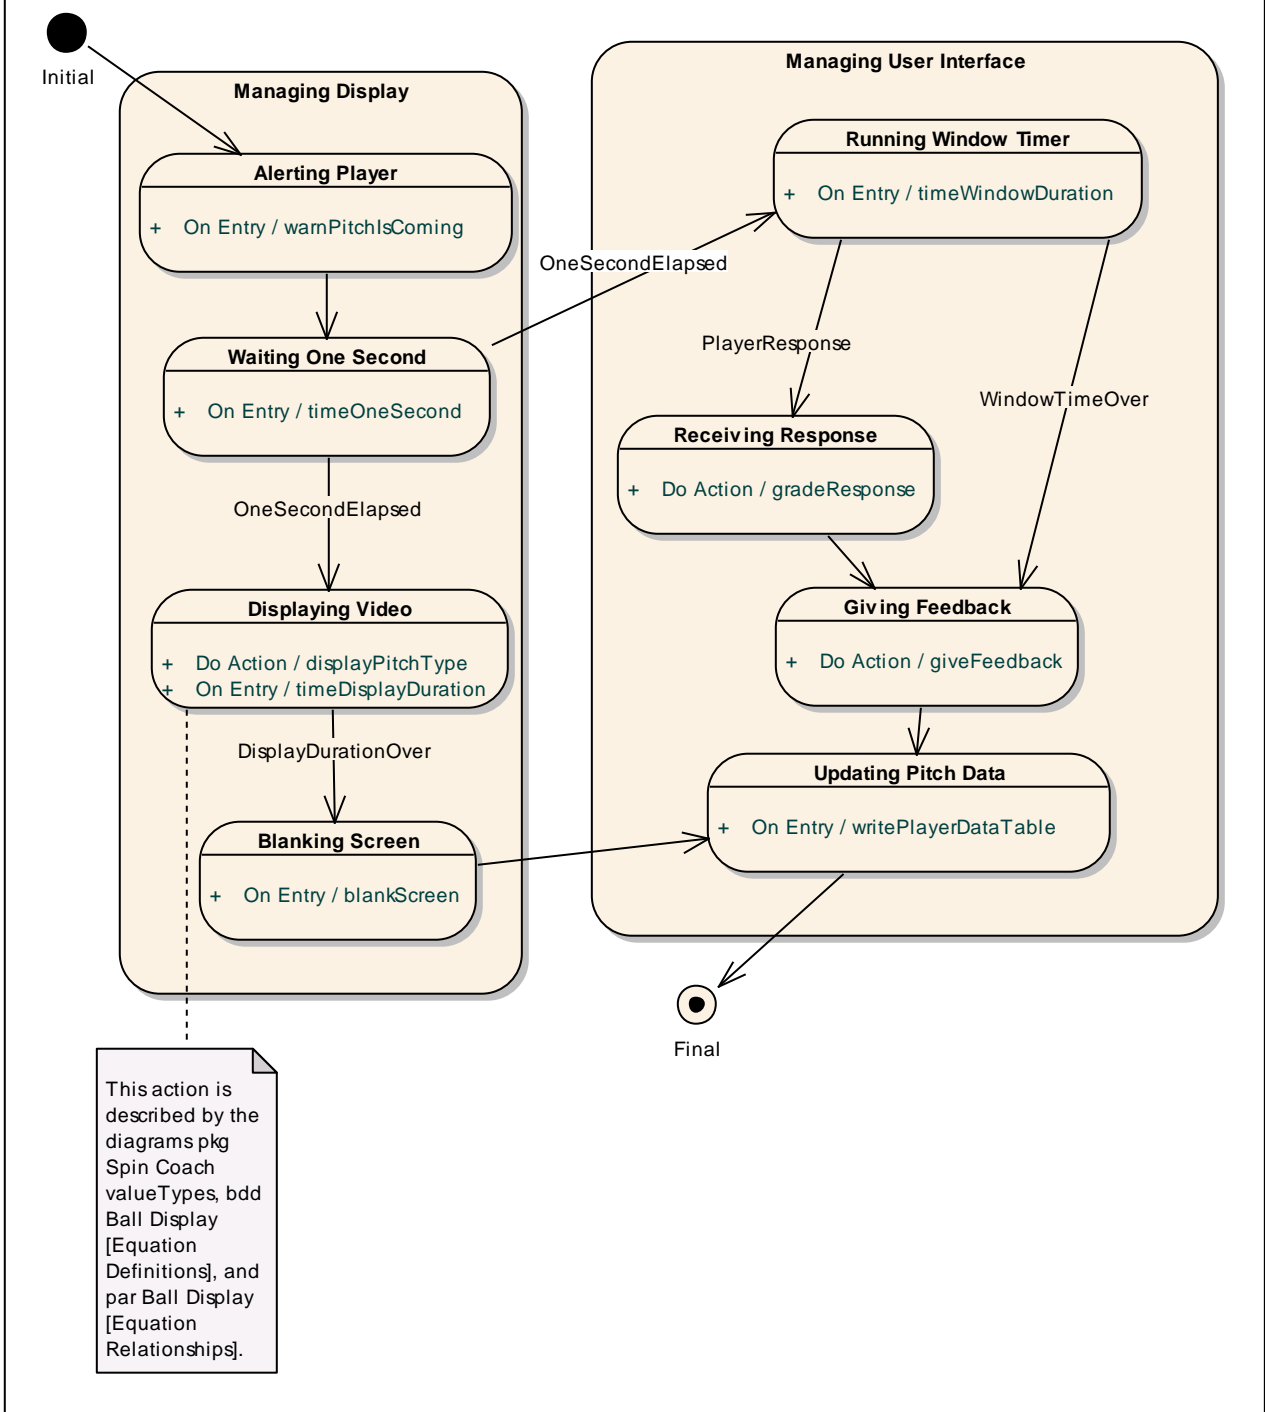 Initial
Managing Display
Alerting Player
+ On Entry / warnPitchIsComing
Waiting One Second
+ On Entry / timeOneSecond
OneSecondElapsed
Displaying Video
+ Do Action / displayPitchType
+ On Entry / timeDisplayDuration
DisplayDurationOver
Blanking Screen
+ On Entry / blankScreen
OneSecondElapsed
Managing User Interface
Running Window Timer
+ On Entry / timeWindowDuration
PlayerResponse
WindowTimeOver
Receiving Response
+ Do Action / gradeResponse
Giving Feedback
+ Do Action / giveFeedback
Updating Pitch Data
+ On Entry / writePlayerDataTable
Final
This action is
described by the
diagrams pkg
Spin Coach
valueTypes, bdd
Ball Display
[Equation
Definitions], and
par Ball Display
[Equation
Relationships].